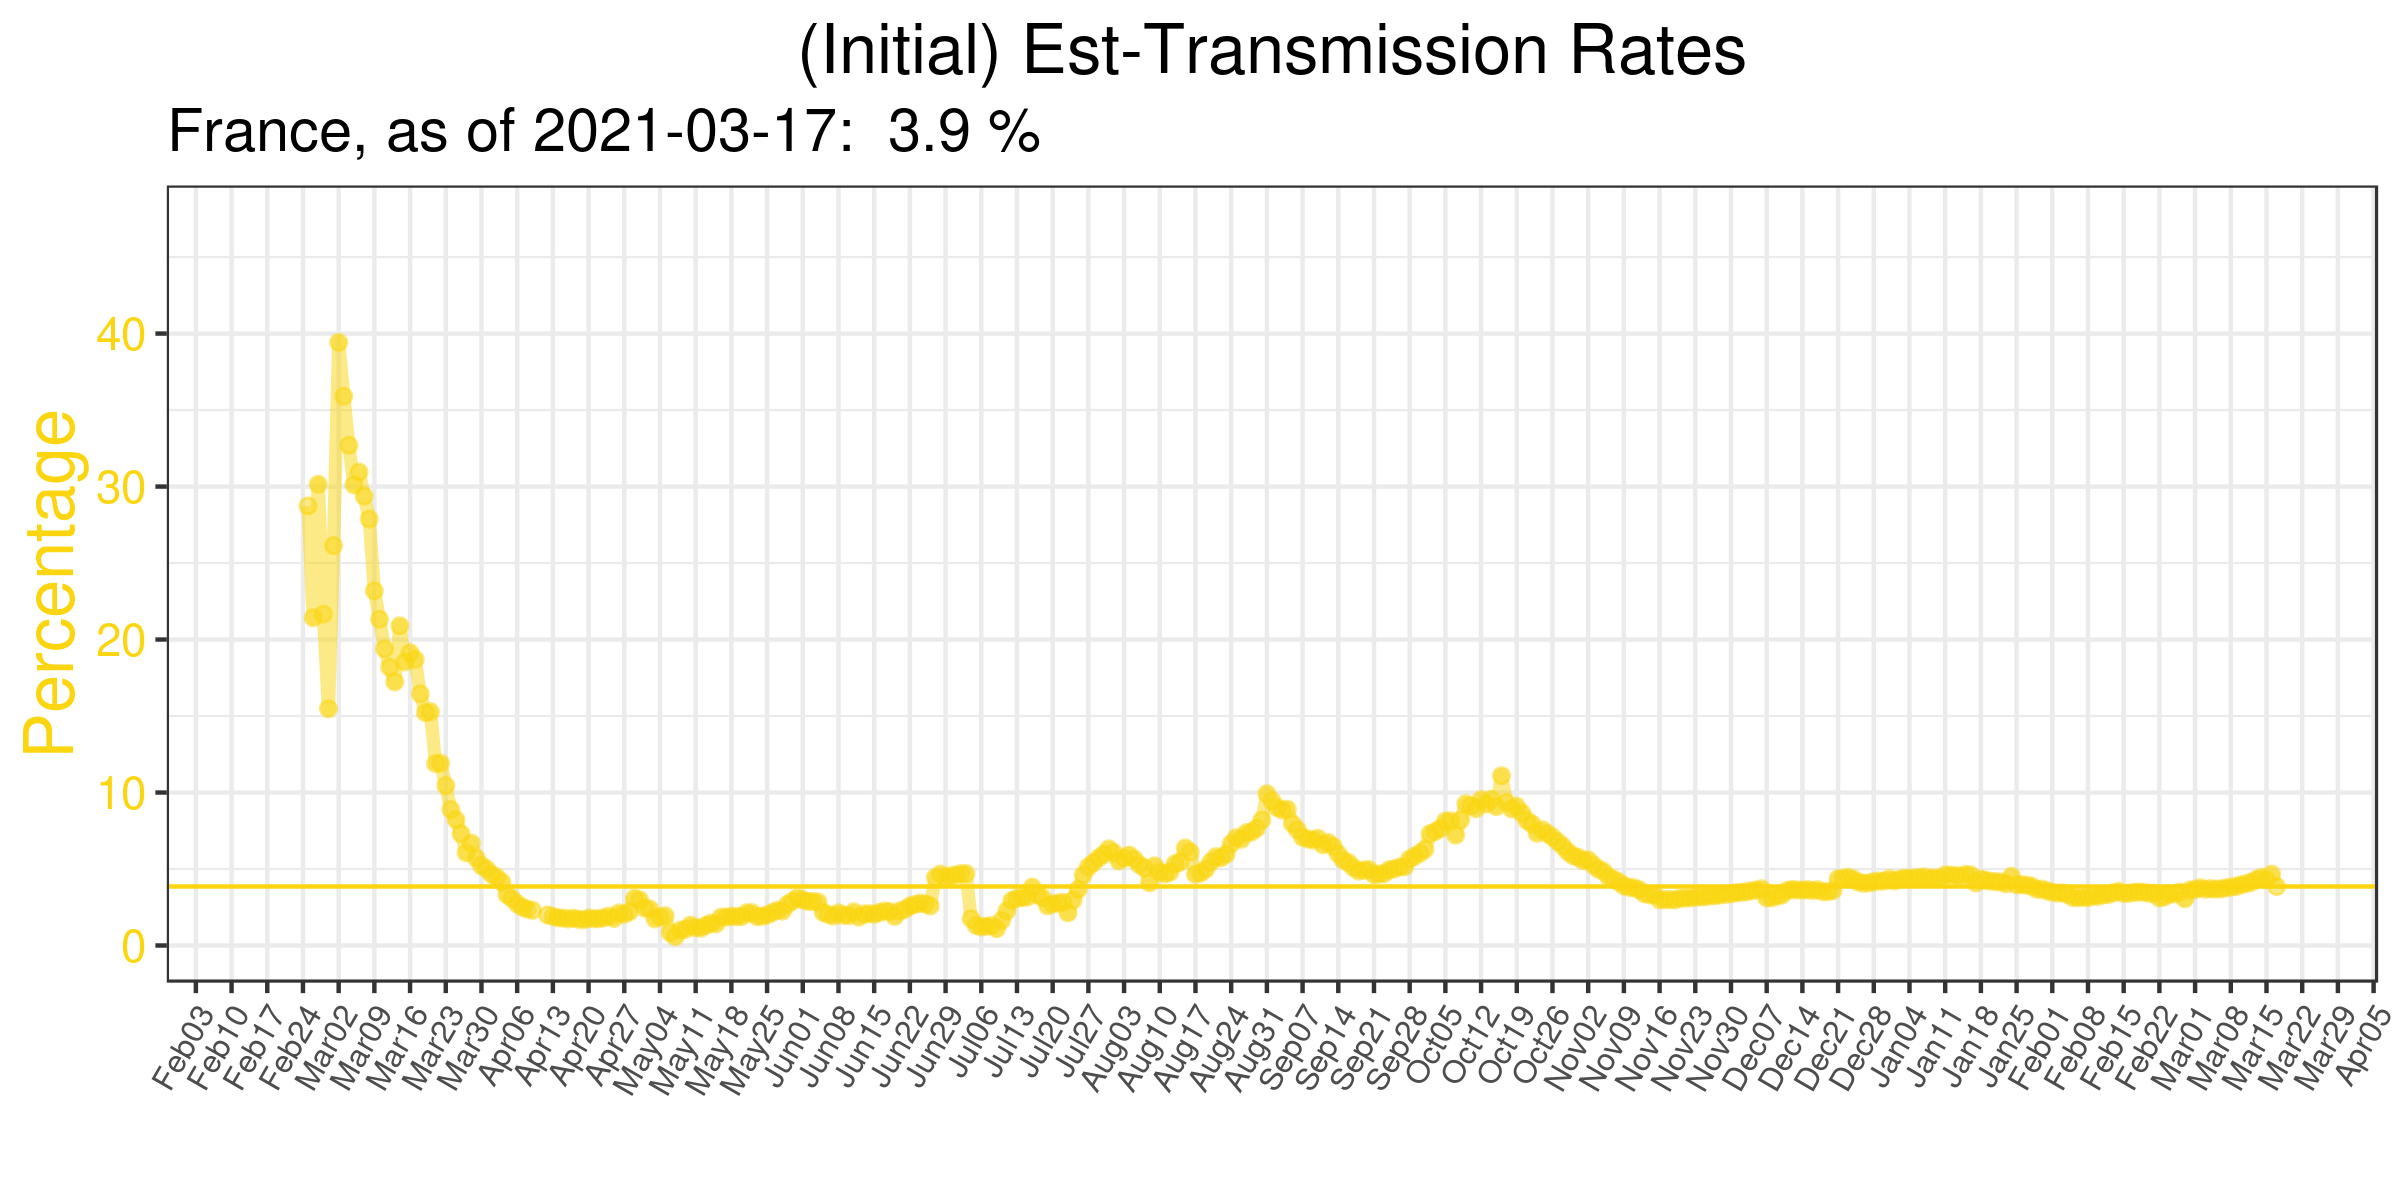 (Initial) Est-Transmission Rates
France, as of 2021-03-17:  3.9 %
Percentage
40
30
20
10
0
Feb03
Feb10
Feb17
Feb24
Mar02
Mar09
Mar16
Mar23
Mar30
Apr06
Apr13
Apr20
Apr27
May04
May11
May18
May25
Jun01
Jun08
Jun15
Jun22
Jun29
Jul06
Jul13
Jul20
Jul27
Aug03
Aug10
Aug17
Aug24
Aug31
Sep07
Sep14
Sep21
Sep28
Oct05
Oct12
Oct19
Oct26
Nov02
Nov09
Nov16
Nov23
Nov30
Dec07
Dec14
Dec21
Dec28
Dec04
Jan11
Jan18
Jan25
Feb01
Feb08
Feb15
Feb22
Mar01
Mar08
Mar15
Mar22
Mar29
Apr05